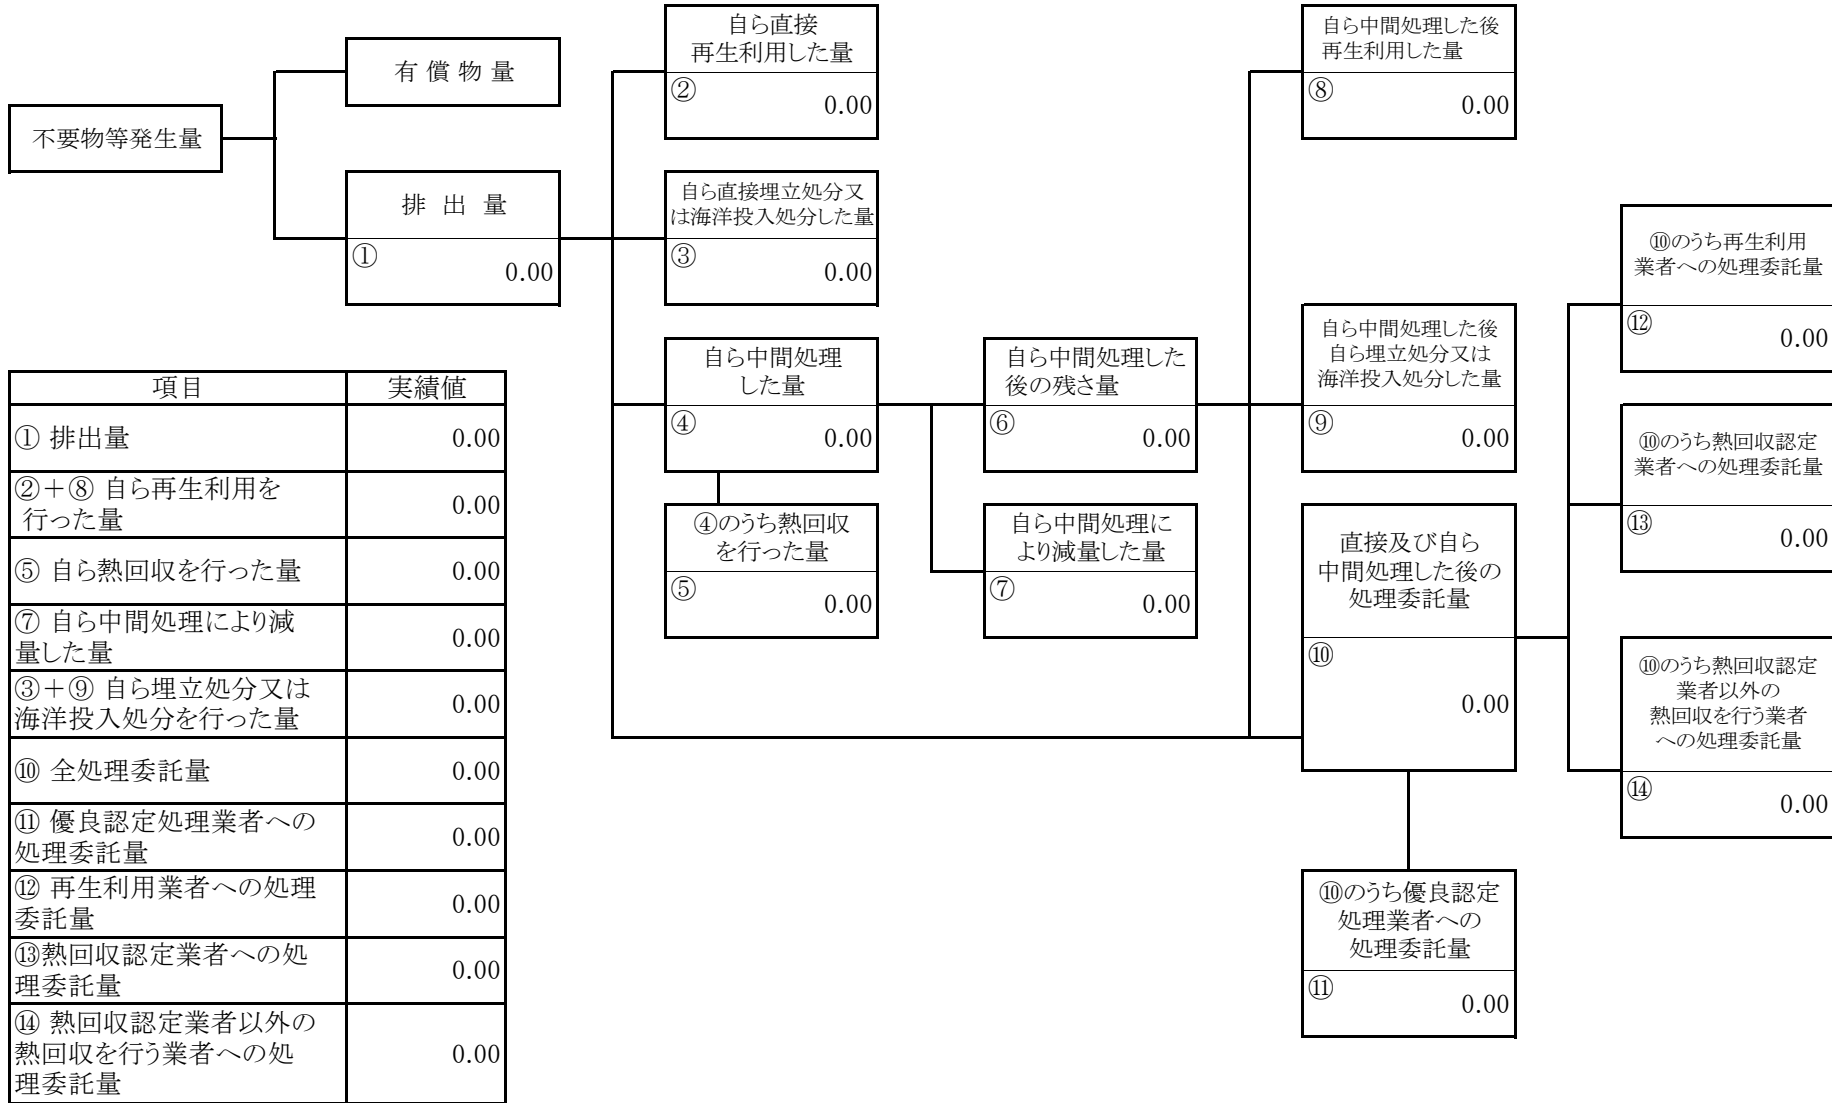 不要物等発生量
有償物量
排出量
①
0.00
自ら直接
再生利用した量
②
0.00
自ら直接埋立処分又
は海洋投入処分した量
③
0.00
自ら中間処理
した量
④
0.00
④のうち熱回収
を行った量
⑤
0.00
自ら中間処理した
後の残さ量
⑥
0.00
自ら中間処理に
より減量した量
⑦
0.00
自ら中間処理した後
再生利用した量
⑧
0.00
自ら中間処理した後
自ら埋立処分又は
海洋投入処分した量
⑨
0.00
直接及び自ら
中間処理した後の
処理委託量
⑩
0.00
⑩のうち優良認定
処理業者への
処理委託量
⑪
0.00
⑩のうち再生利用
業者への処理委託量
⑫
0.00
⑩のうち熱回収認定
業者への処理委託量
⑬
0.00
⑩のうち熱回収認定
業者以外の
熱回収を行う業者
への処理委託量
⑭
0.00
項目 実績値
① 排出量 0.00
②+⑧ 自ら再生利用を
行った量 0.00
⑤ 自ら熱回収を行った量 0.00
⑦ 自ら中間処理により減
量した量 0.00
③+⑨ 自ら埋立処分又は
海洋投入処分を行った量 0.00
⑩ 全処理委託量 0.00
⑪ 優良認定処理業者への
処理委託量 0.00
⑫ 再生利用業者への処理
委託量 0.00
⑬熱回収認定業者への処
理委託量 0.00
⑭ 熱回収認定業者以外の
熱回収を行う業者への処
理委託量 0.00